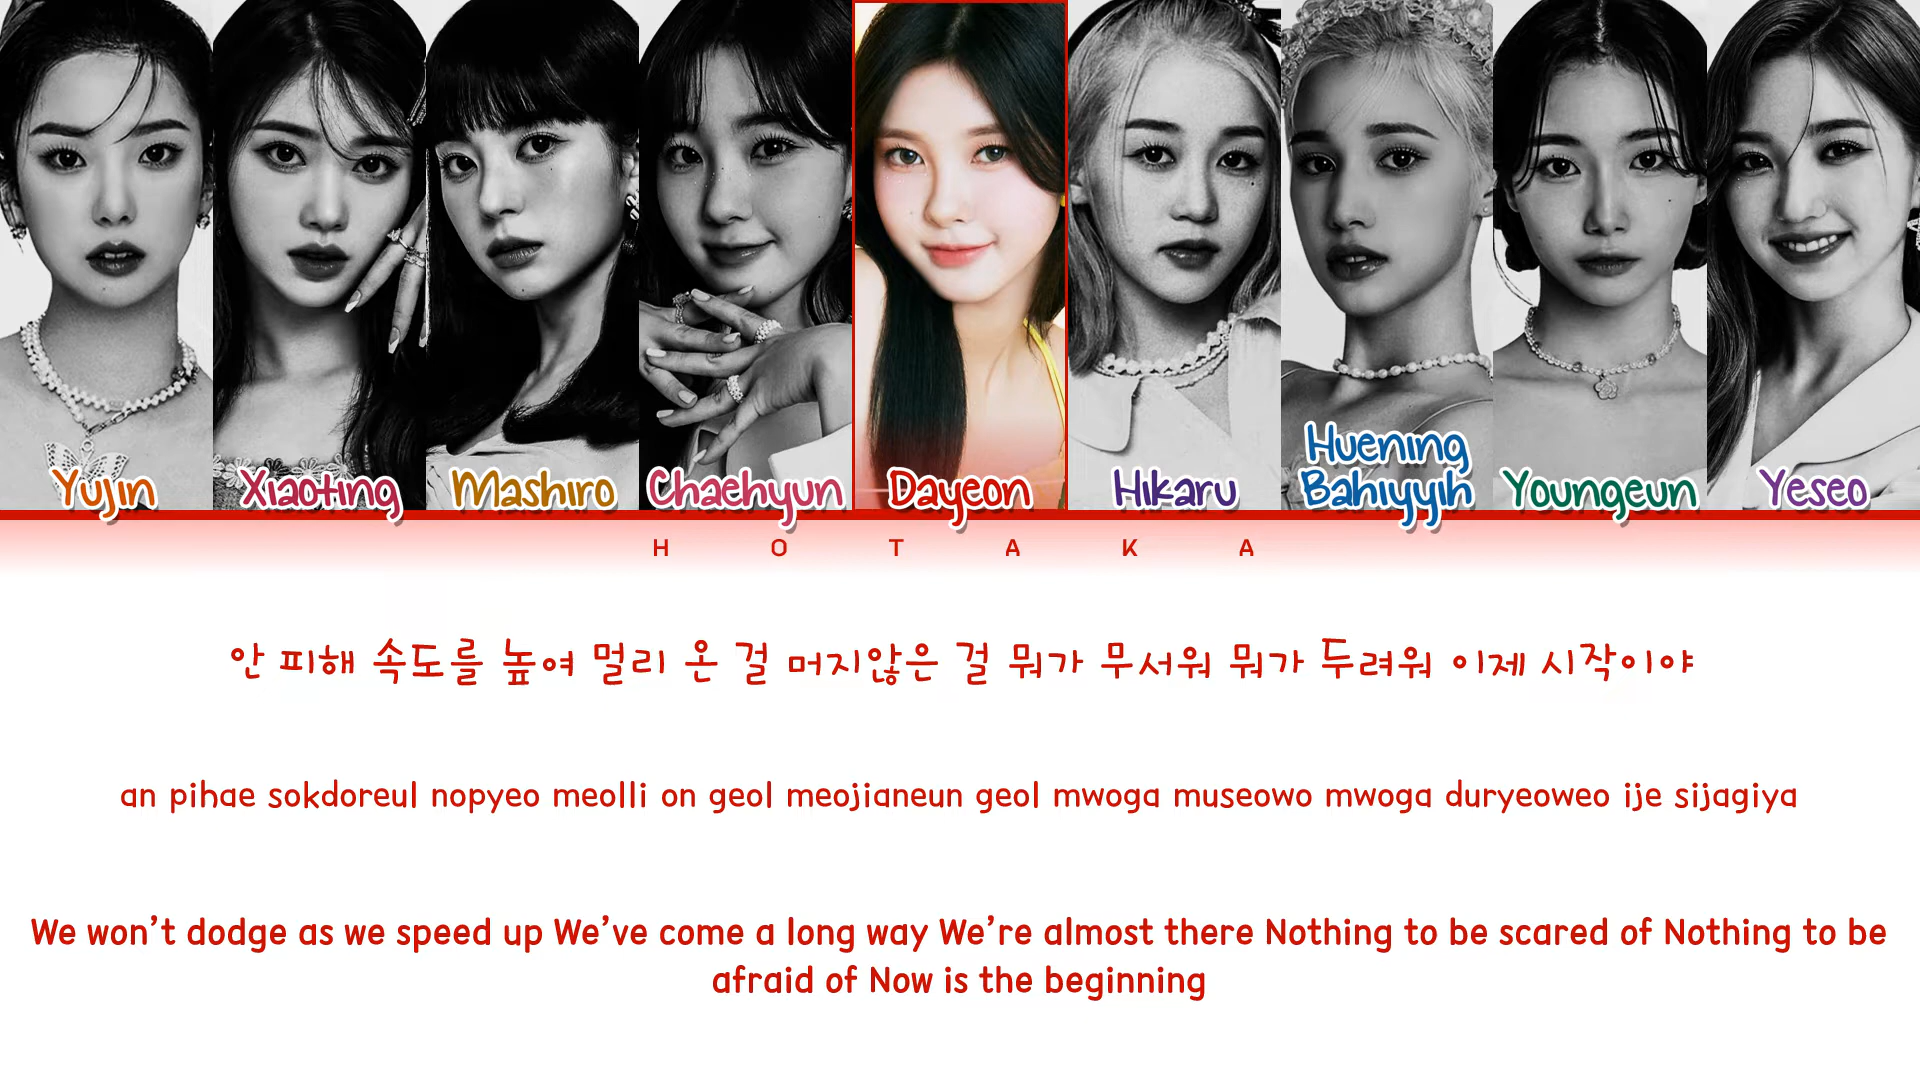 Yujin
Xiaoting
Mashiro
Chaehyun
Dayeon
Hikaru
Huening
Bahiyyih
Youngeun
Yeseo
H O T A K A
안 피해 속도를 높여 멀리 온 걸 머지않은 걸 뭐가 무서워 뭐가 두려워 이제 시작이야
an pihae sokdoreul nopyeo meolli on geol meojianeun geol mwoga museowo mwoga duryeoweo ije sijagiya
We won't dodge as we speed up We've come a long way We're almost there Nothing to be scared of Nothing to be
afraid of Now is the beginning